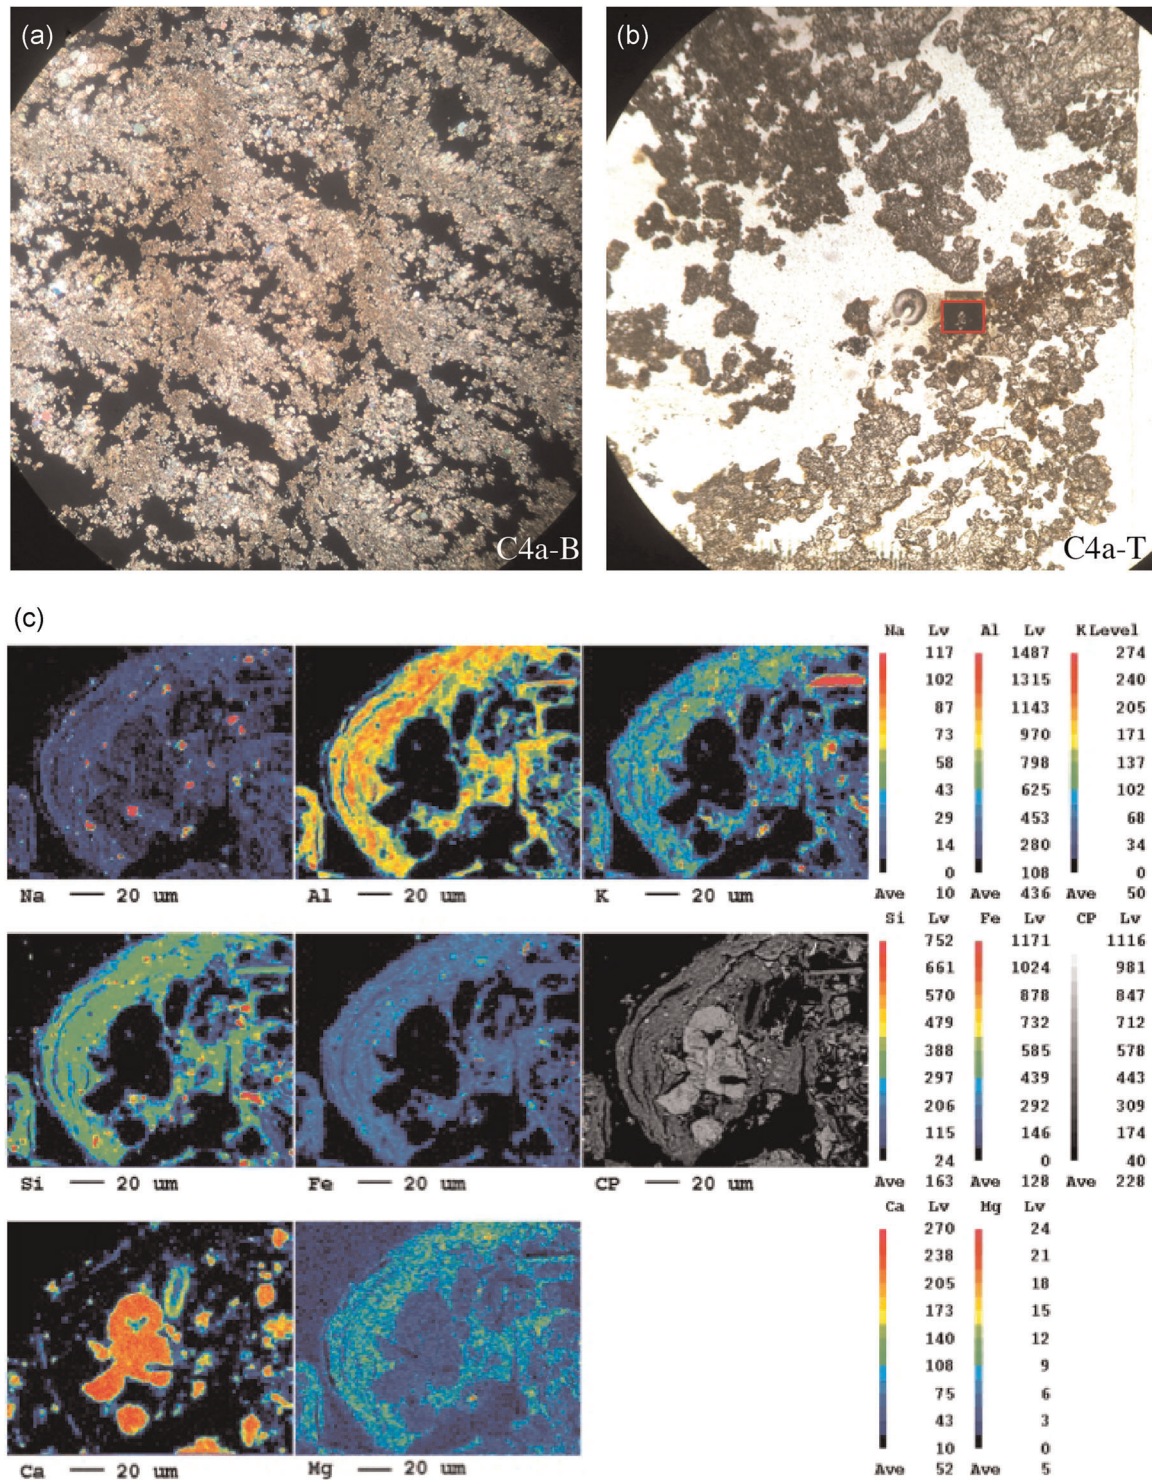 (a)
(b)
C4a-B
C4a-T
(c)
Na Lv Al Lv K Level
117 1487 274
102 1315 240
87 1143 205
73 970 171
58 798 137
43 625 102
29 453 68
14 280 34
0 108 0
Ave 10 Ave 436 Ave 50
Na 20 um Al 20 um K 20 um
Si Lv Fe Lv CP Lv
752 1171 1116
661 1024 981
570 878 847
479 732 712
388 585 578
297 439 443
206 292 309
115 146 174
24 0 40
Ave 163 Ave 128 Ave 228
Si 20 um Fe 20 um CP 20 um
Ca Lv Mg Lv
270 24
238 21
205 18
173 15
140 12
108 9
75 6
43 3
10 0
Ave 52 Ave 5
Ca 20 um Mg 20 um